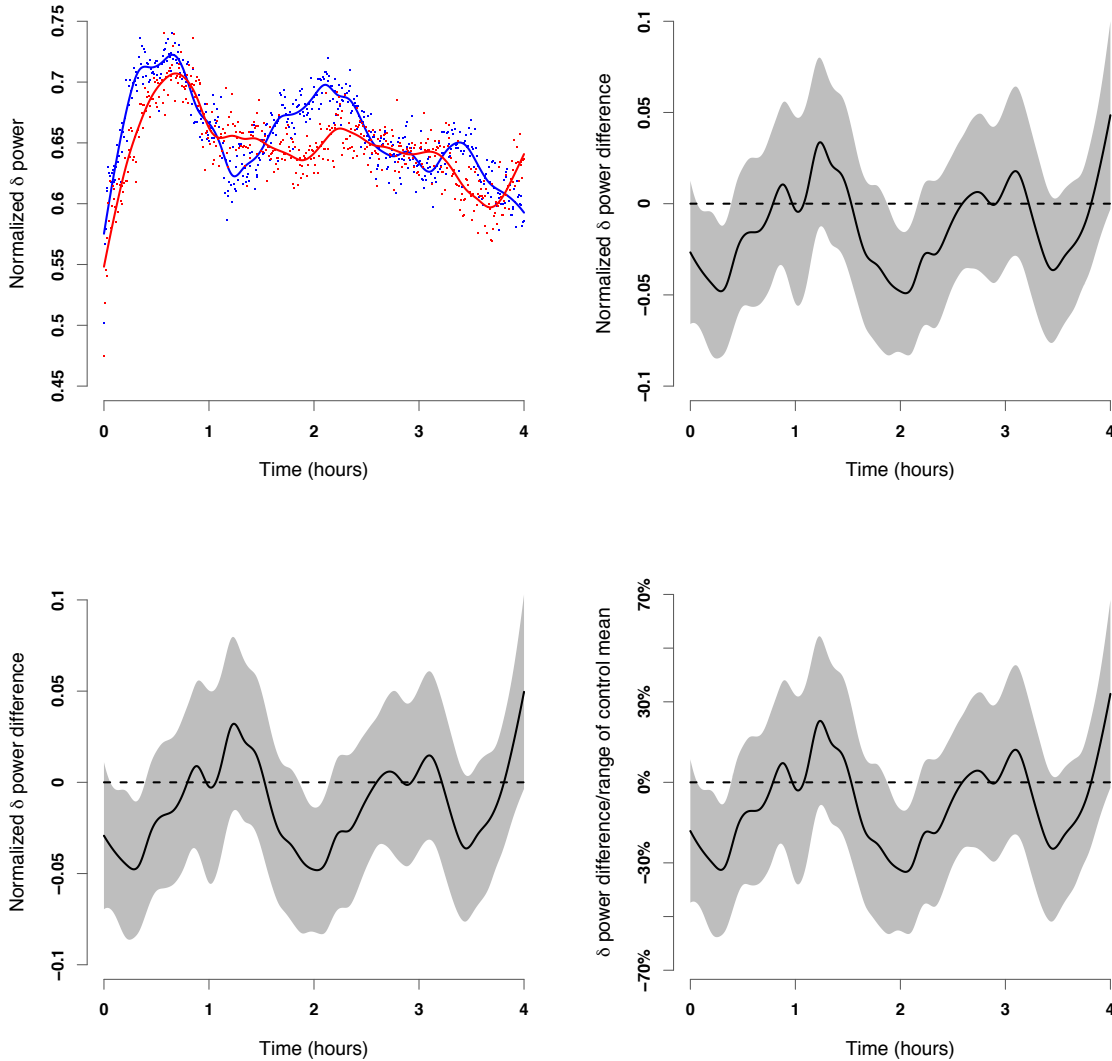 Normalized δ power
0.75
0.7
0.65
0.6
0.55
0.5
0.45
0 1 2 3 4
Time (hours)
Normalized δ power difference
0.1
0.05
0
−0.05
−0.1
0 1 2 3 4
Time (hours)
Normalized δ power difference
0.1
0.05
0
−0.05
−0.1
0 1 2 3 4
Time (hours)
δ power difference/range of control mean
70%
30%
0%
−30%
−70%
0 1 2 3 4
Time (hours)